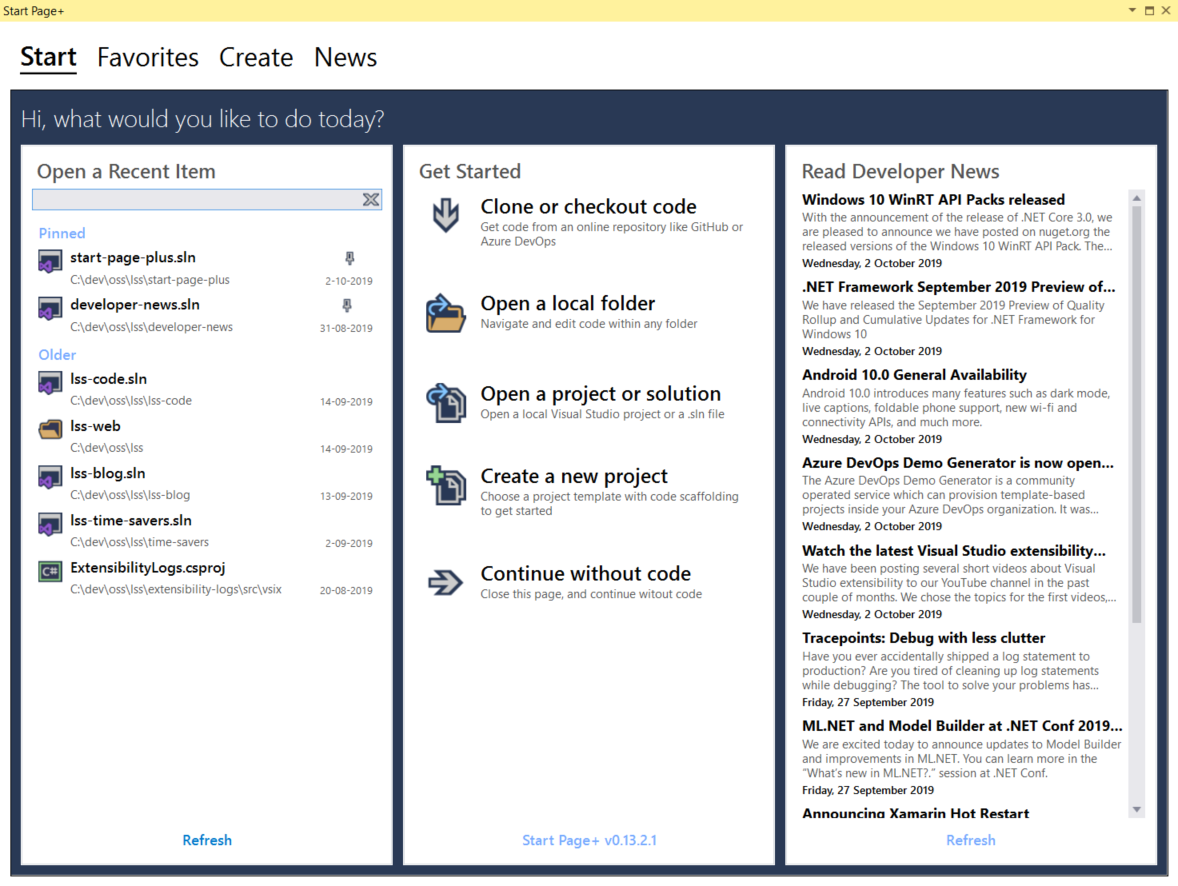 Start Page+
Start Favorites Create News
Hi, what would you like to do today?
Open a Recent Item
Pinned
start-page-plus.sln
C:\dev\oss\lss\start-page-plus 2-10-2019
developer-news.sln
C:\dev\oss\lss\developer-news 31-08-2019
Older
lss-code.sln
C:\dev\oss\lss\lss-code 14-09-2019
lss-web
C:\dev\oss\lss 14-09-2019
lss-blog.sln
C:\dev\oss\lss\lss-blog 13-09-2019
lss-time-savers.sln
C:\dev\oss\lss\time-savers 2-09-2019
C# ExtensibilityLogs.csproj
C:\dev\oss\lss\extensibility-logs\src\vsix 20-08-2019
Refresh
Get Started
Clone or checkout code
Get code from an online repository like GitHub or
Azure DevOps
Open a local folder
Navigate and edit code within any folder
Open a project or solution
Open a local Visual Studio project or a .sln file
Create a new project
Choose a project template with code scaffolding
to get started
Continue without code
Close this page, and continue witout code
Start Page+ v0.13.2.1
Read Developer News
Windows 10 WinRT API Packs released
With the announcement of the release of .NET Core 3.0, we
are pleased to announce we have posted on nuget.org the
released versions of the Windows 10 WinRT API Pack. The...
Wednesday, 2 October 2019
.NET Framework September 2019 Preview of...
We have released the September 2019 Preview of Quality
Rollup and Cumulative Updates for .NET Framework for
Windows 10
Wednesday, 2 October 2019
Android 10.0 General Availability
Android 10.0 introduces many features such as dark mode,
live captions, foldable phone support, new wi-fi and
connectivity APIs, and much more.
Wednesday, 2 October 2019
Azure DevOps Demo Generator is now open...
The Azure DevOps Demo Generator is a community
operated service which can provision template-based
projects inside your Azure DevOps organization. It was...
Wednesday, 2 October 2019
Watch the latest Visual Studio extensibility...
We have been posting several short videos about Visual
Studio extensibility to our YouTube channel in the past
couple of months. We chose the topics for the first videos,...
Wednesday, 2 October 2019
Tracepoints: Debug with less clutter
Have you ever accidentally shipped a log statement to
production? Are you tired of cleaning up log statements
while debugging? The tool to solve your problems has...
Friday, 27 September 2019
ML.NET and Model Builder at .NET Conf 2019...
We are excited today to announce updates to Model Builder
and improvements in ML.NET. You can learn more in the
“What's new in ML.NET?.” session at .NET Conf.
Friday, 27 September 2019
Announcing Xamarin Hot Restart
Refresh